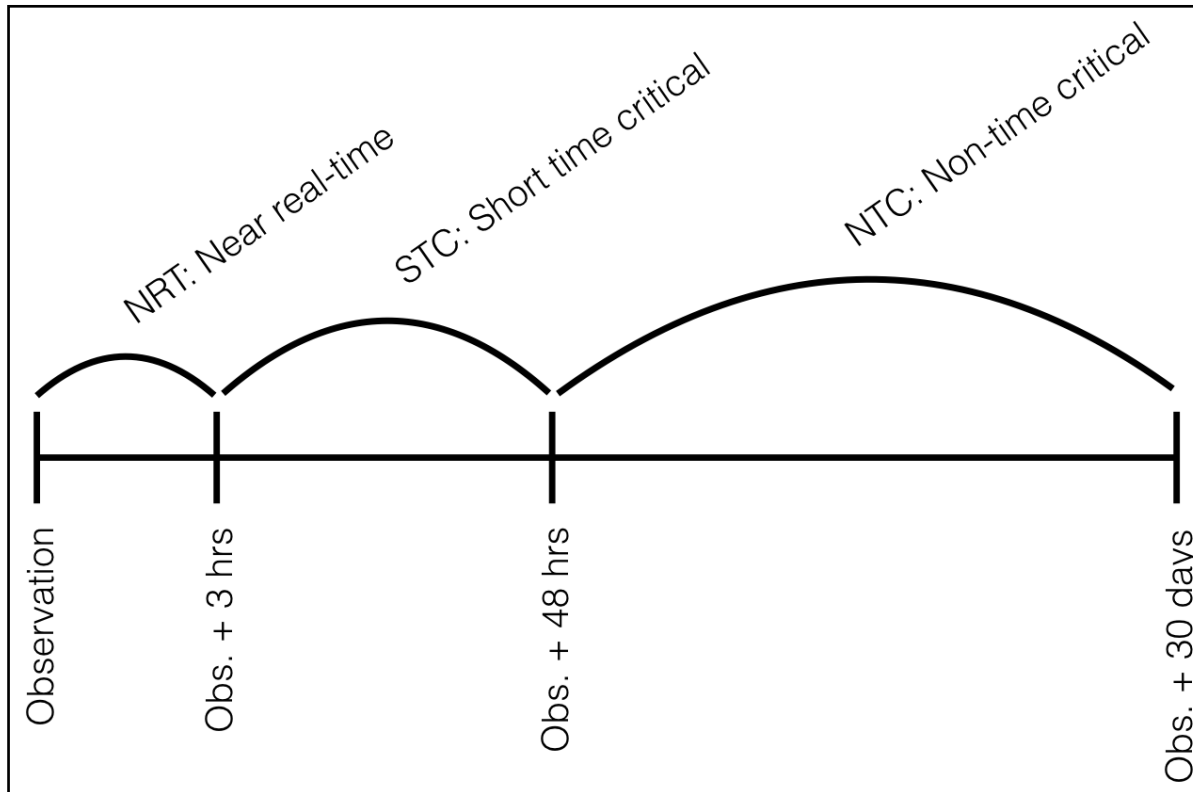 NRT: Near real-time
STC: Short time critical
NTC: Non-time critical
Observation
Obs. + 3 hrs
Obs. + 48 hrs
Obs. + 30 days